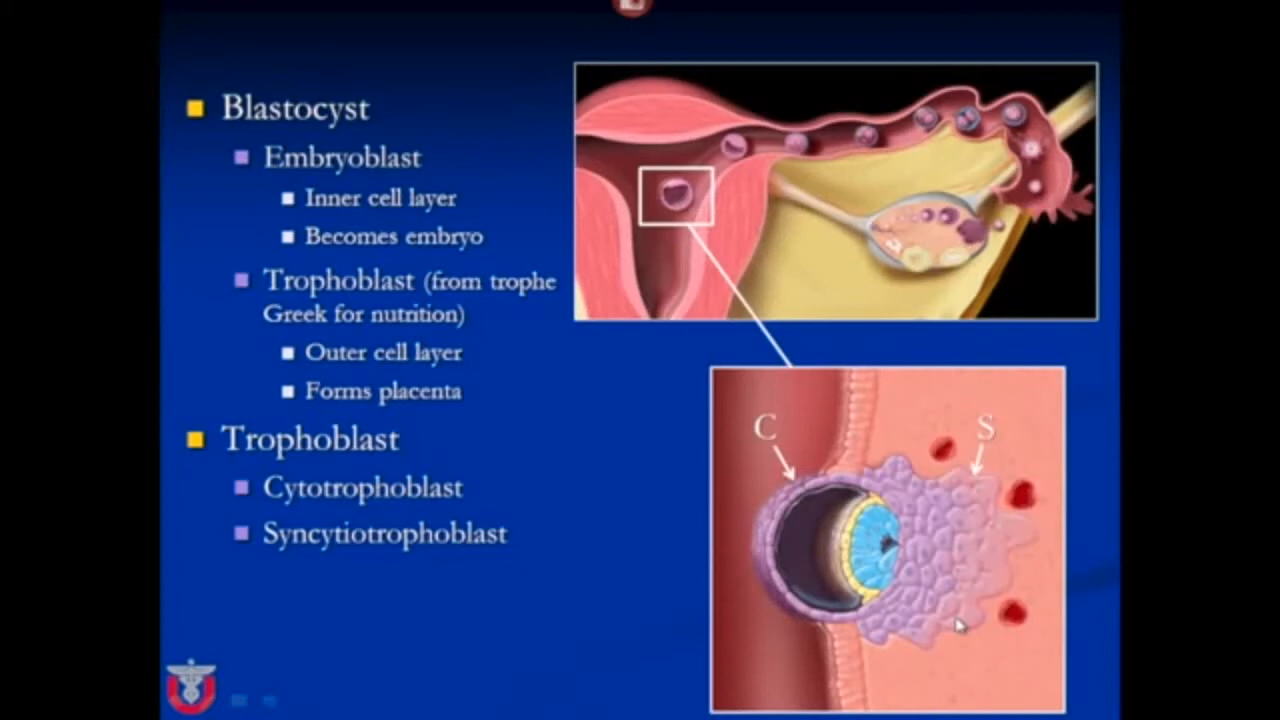 Blastocyst
Embryoblast
Inner cell layer
Becomes embryo
Trophoblast (from trophe
Greek for nutrition)
Outer cell layer
Forms placenta
Trophoblast
Cytotrophoblast
Syncytiotrophoblast
C
S